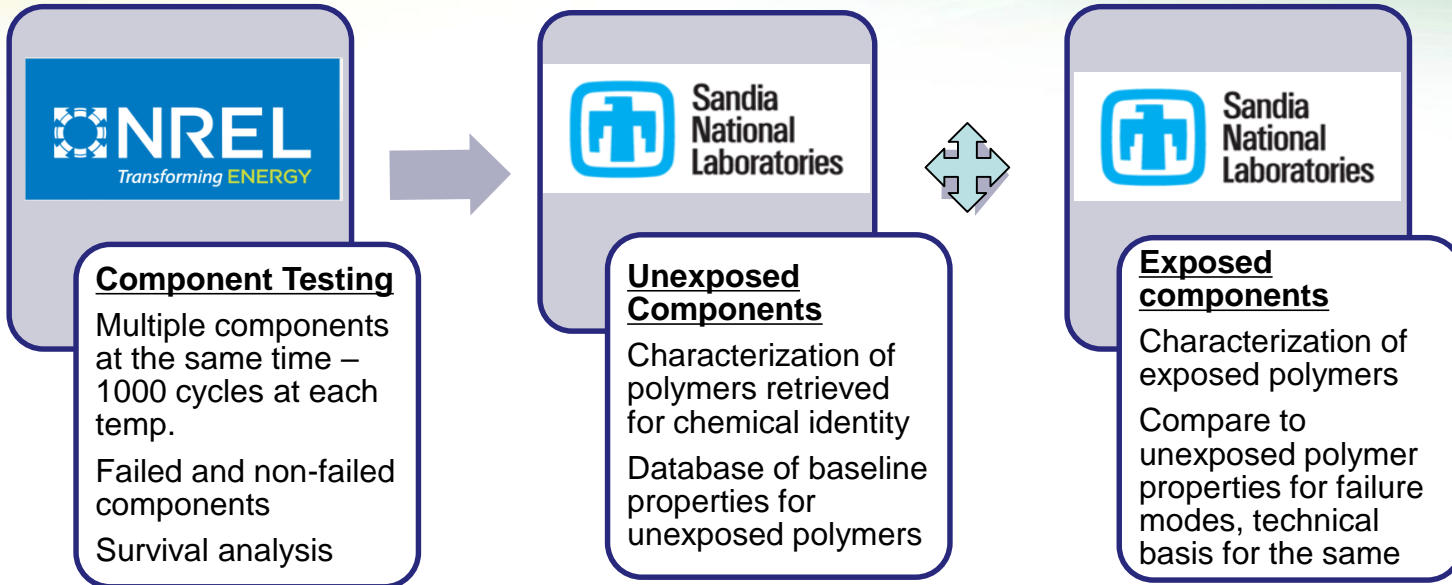 NREL
Transforming ENERGY
Component Testing
Multiple components
at the same time –
1000 cycles at each
temp.
Failed and non-failed
components
Survival analysis
Sandia
National
Laboratories
Unexposed
Components
Characterization of
polymers retrieved
for chemical identity
Database of baseline
properties for
unexposed polymers
Sandia
National
Laboratories
Exposed
components
Characterization of
exposed polymers
Compare to
unexposed polymer
properties for failure
modes, technical
basis for the same